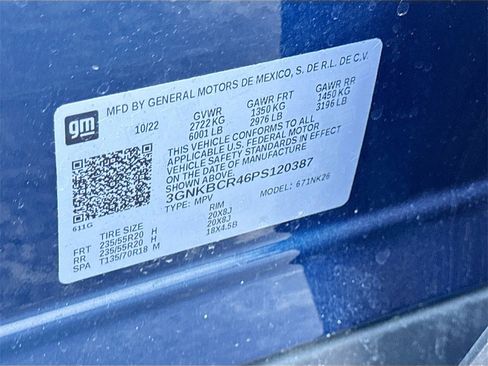 gm
MFD BY GENERAL MOTORS DE MEXICO, S. DE R.L. DE C.V.
10/22 GVWR GAWR FRT GAWR RR
2722 KG 1350 KG 1450 KG
6001 LB 2976 LB 3196 LB
THIS VEHICLE CONFORMS TO ALL
APPLICABLE U.S. FEDERAL MOTOR
VEHICLE SAFETY STANDARDS IN EFFECT
ON THE DATE OF MANUFACTURE
SHOWN ABOVE.
3GNKBCR46PS120387
TYPE: MPV MODEL: 1NK26
611G
TIRE SIZE RIM
FRT 235/55R20 H 20X8J
RR 235/55R20 H 20X8J
SPA T135/70R18 M 18X4.5B